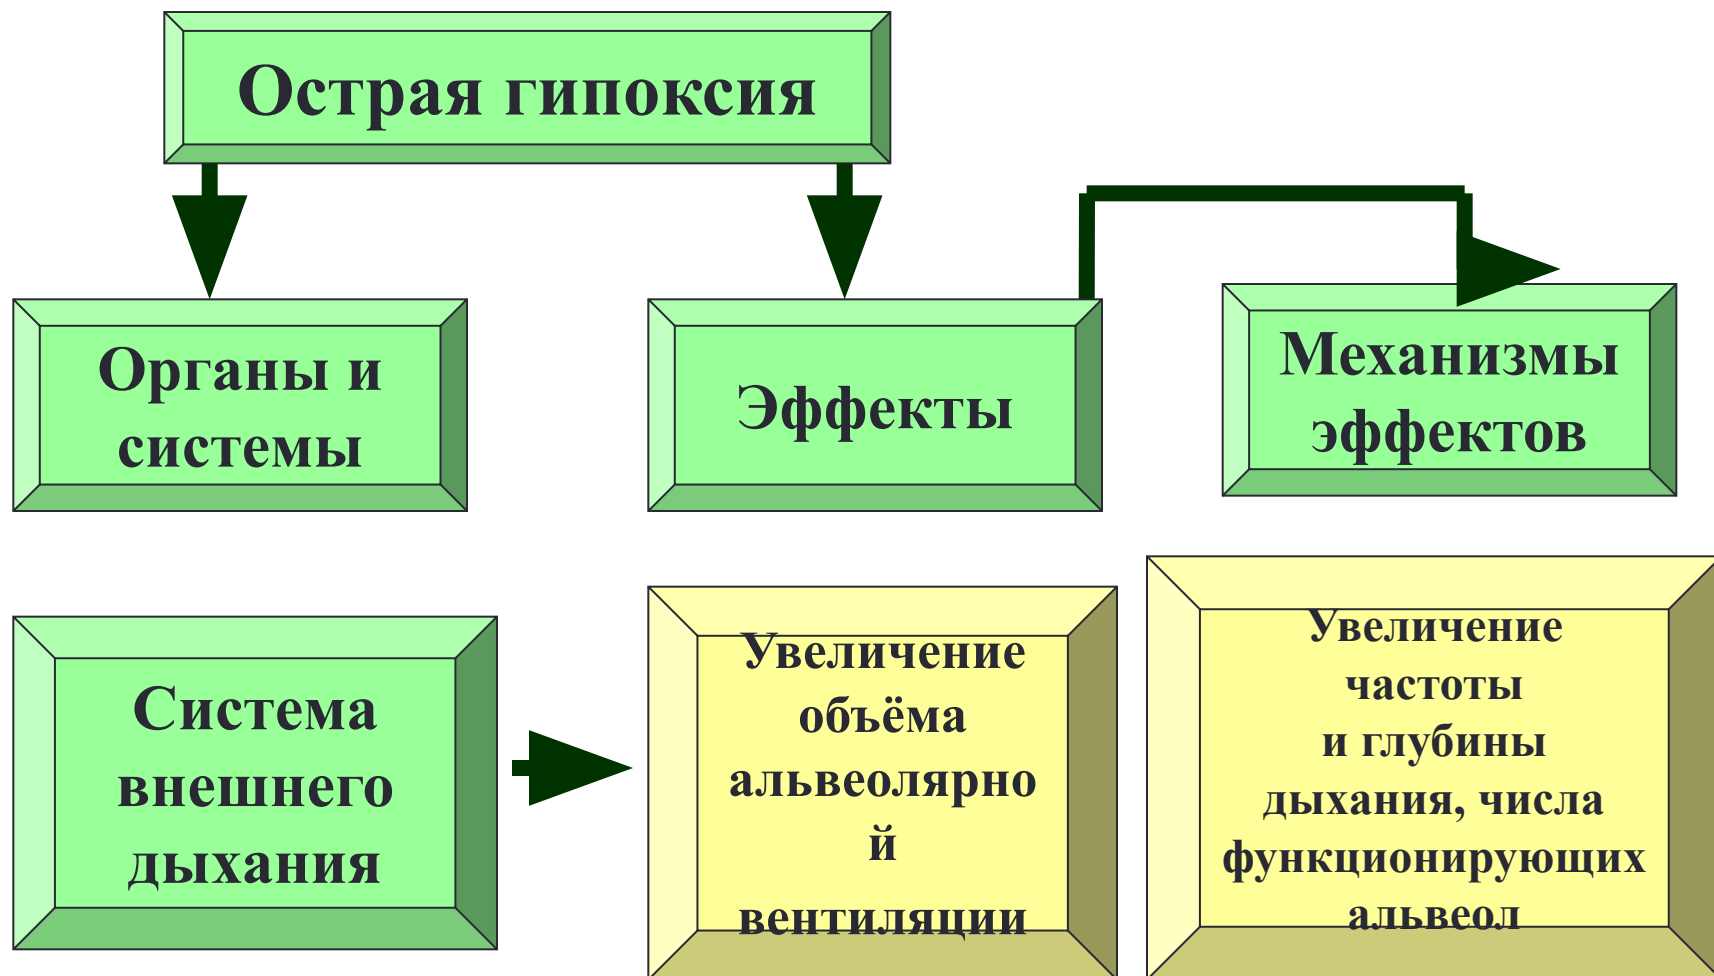 Острая гипоксия
Органы и
системы
Эффекты
Механизмы
эффектов
Система
внешнего
дыхания
Увеличение
объёма
альвеолярно
й
вентиляции
Увеличение
частоты
и глубины
дыхания, числа
функционирующих
альвеол